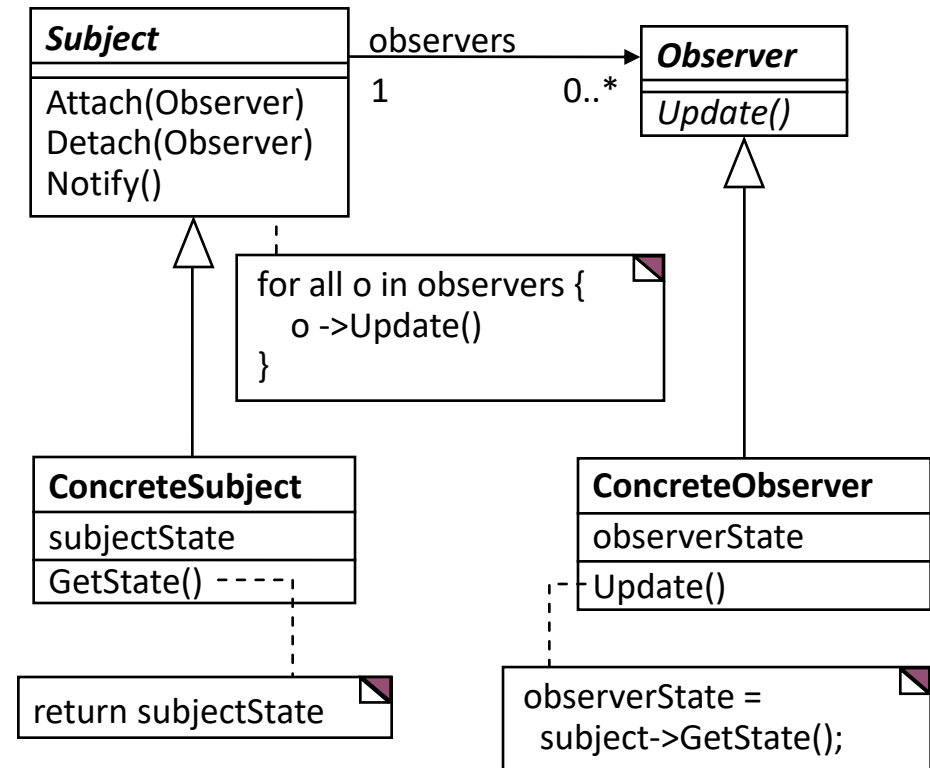 Subject
Attach(Observer)
Detach(Observer)
Notify()
observers
1
0..*
Observer
Update()
for all o in observers {
o ->Update()
}
ConcreteSubject
subjectState
GetState()
return subjectState
ConcreteObserver
observerState
Update()
observerState =
subject->GetState();